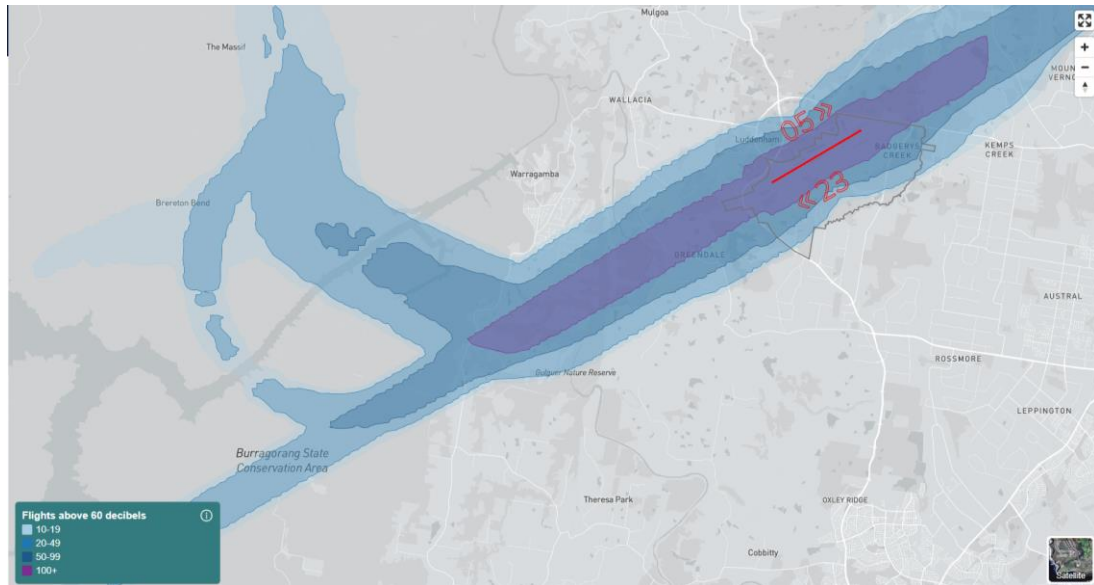 Mulgoa
The Massif
MOUN
VERNO
WALLACIA
05 »
Luddenham
BADGERYS
CREEK
KEMPS
CREEK
Warragamba
« 23
Brereton Bend
GREENDALE
AUSTRAL
ROSSMORE
Gulguer Nature Reserve
LEPPINGTON
Burragorang State
Conservation Area
Theresa Park
OXLEY RIDGE
Cobbitty
Flights above 60 decibels
10-19
20-49
50-99
100+
Satellite